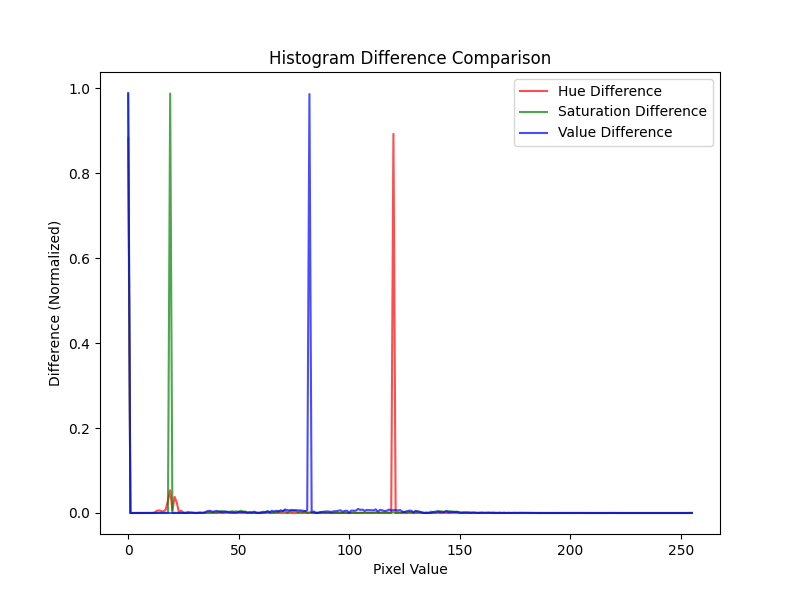 Histogram Difference Comparison
Hue Difference
Saturation Difference
Value Difference
Difference (Normalized)
1.0
0.8
0.6
0.4
0.2
0.0
0 50 100 150 200 250
Pixel Value